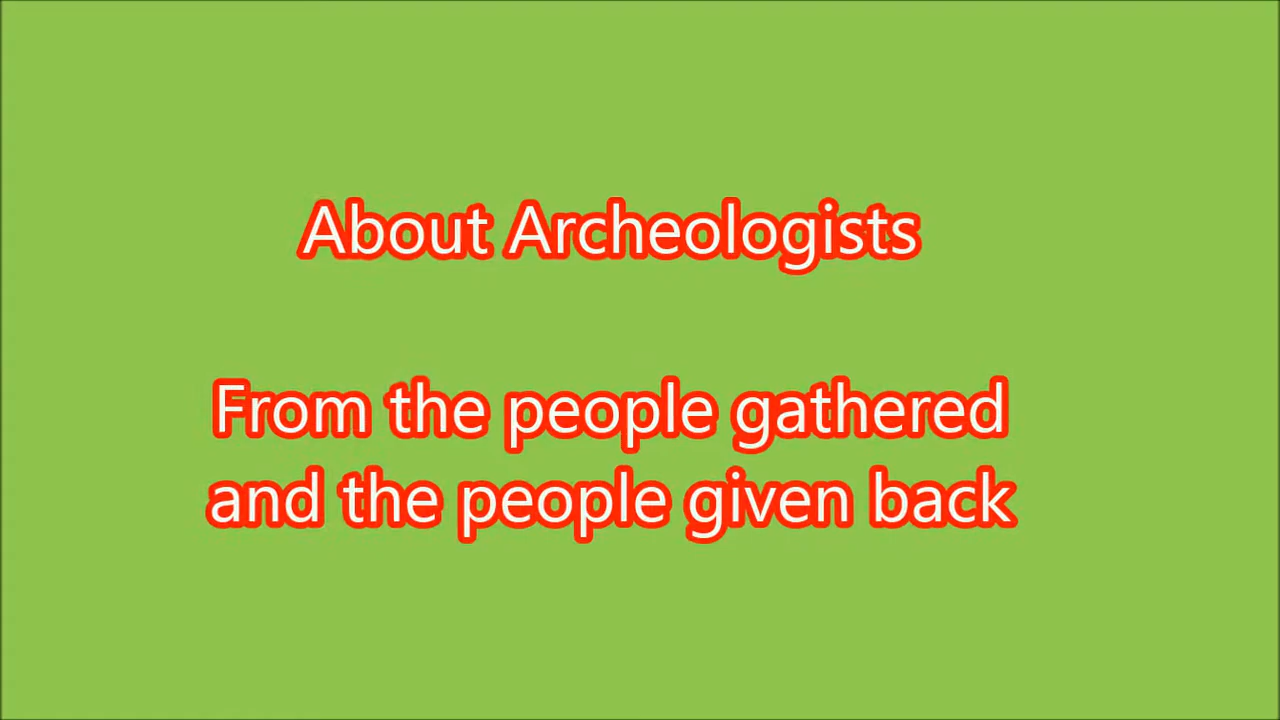 About Archeologists
From the people gathered
and the people given back